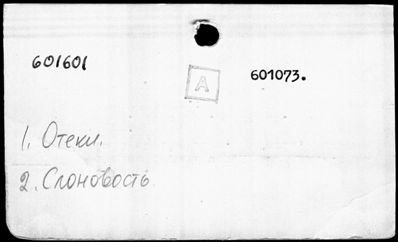 601601
A
601073.
1. Отеки.
2. Слоновость